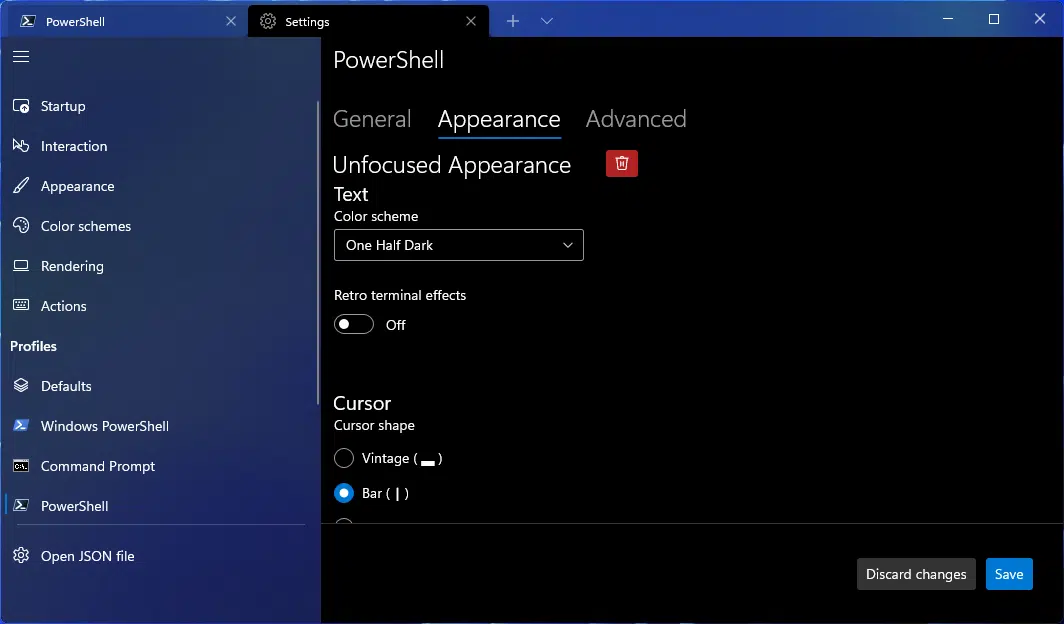 PowerShell
Settings
Startup
Interaction
Appearance
Color schemes
Rendering
Actions
Profiles
Defaults
Windows PowerShell
Command Prompt
PowerShell
Open JSON file
PowerShell
General Appearance Advanced
Unfocused Appearance
Text
Color scheme
One Half Dark
Retro terminal effects
Off
Cursor
Cursor shape
Vintage ( ▂ )
Bar ( ┃ )
Discard changes Save